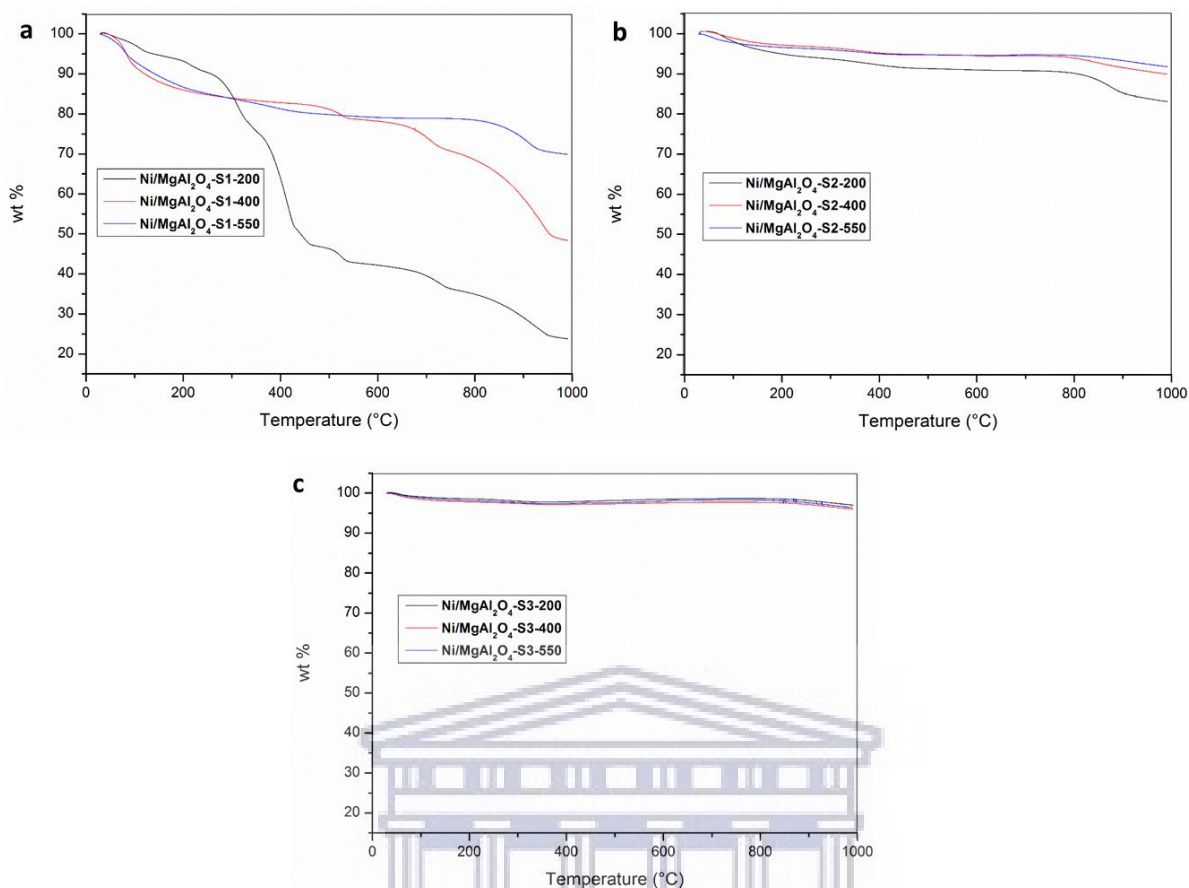 a
100
90
80
70
60
50
40
30
20
wt %
Ni/MgAl₂O₄-S1-200
Ni/MgAl₂O₄-S1-400
Ni/MgAl₂O₄-S1-550
0 200 400 600 800 1000
Temperature (°C)
b
100
90
80
70
60
50
40
30
20
wt %
Ni/MgAl₂O₄-S2-200
Ni/MgAl₂O₄-S2-400
Ni/MgAl₂O₄-S2-550
0 200 400 600 800 1000
Temperature (°C)
c
100
90
80
70
60
50
40
30
20
wt %
Ni/MgAl₂O₄-S3-200
Ni/MgAl₂O₄-S3-400
Ni/MgAl₂O₄-S3-550
0 200 400 600 800 1000
Temperature (°C)